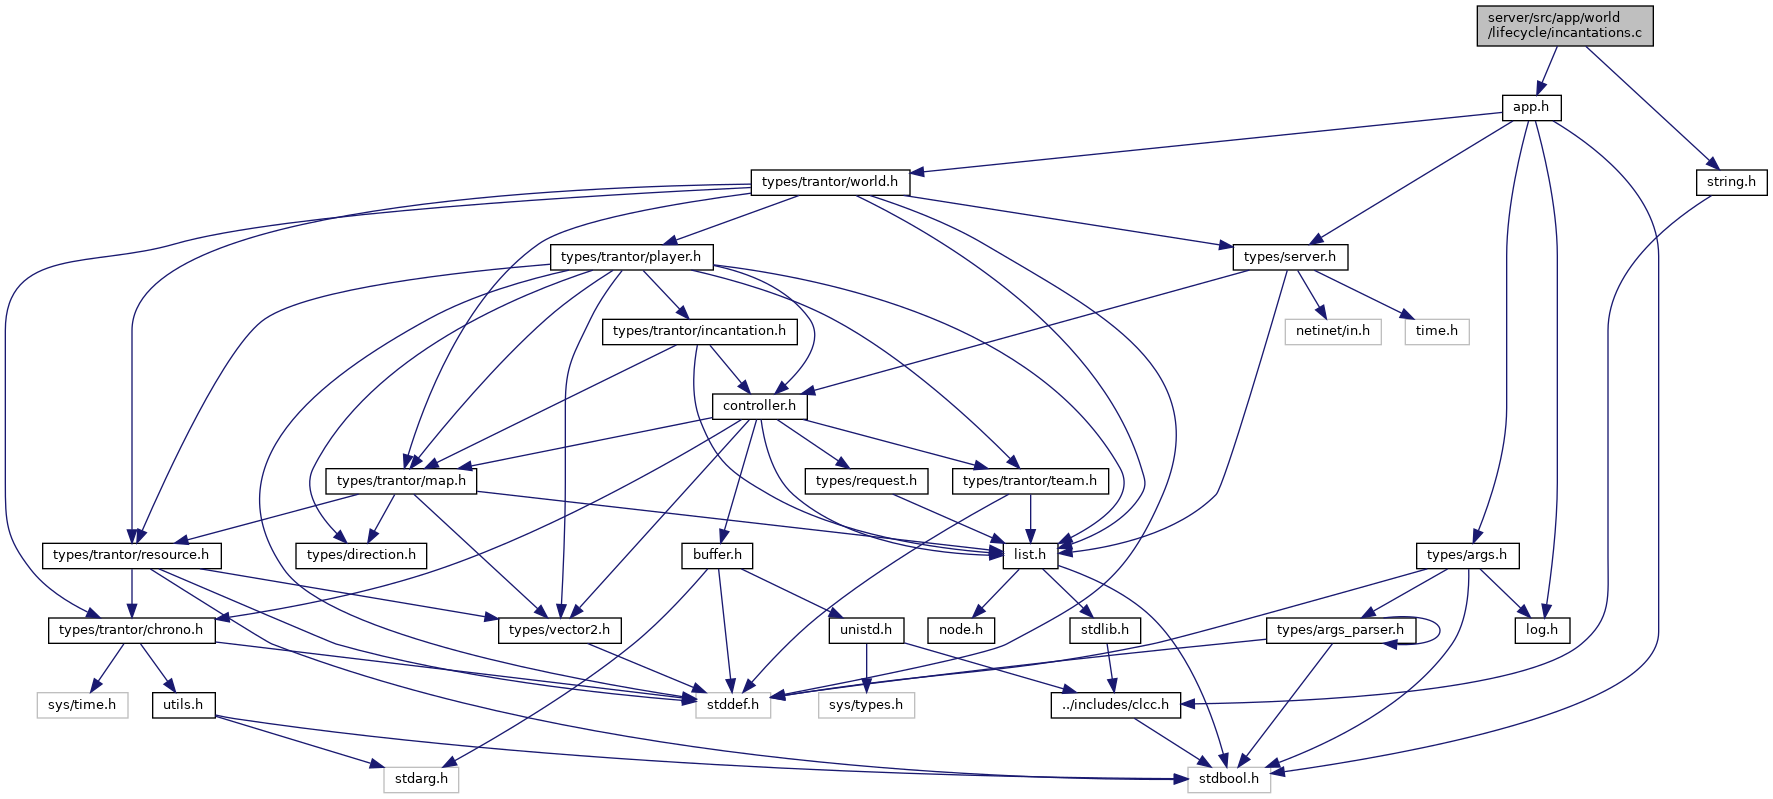 server/src/app/world
/lifecycle/incantations.c
app.h
types/trantor/world.h
string.h
types/trantor/player.h
types/server.h
types/trantor/incantation.h
netinet/in.h
time.h
controller.h
types/trantor/map.h
types/request.h
types/trantor/team.h
types/trantor/resource.h
types/direction.h
buffer.h
list.h
types/args.h
types/trantor/chrono.h
types/vector2.h
unistd.h
node.h
stdlib.h
types/args_parser.h
log.h
sys/time.h
utils.h
stddef.h
sys/types.h
../includes/clcc.h
stdarg.h
stdbool.h